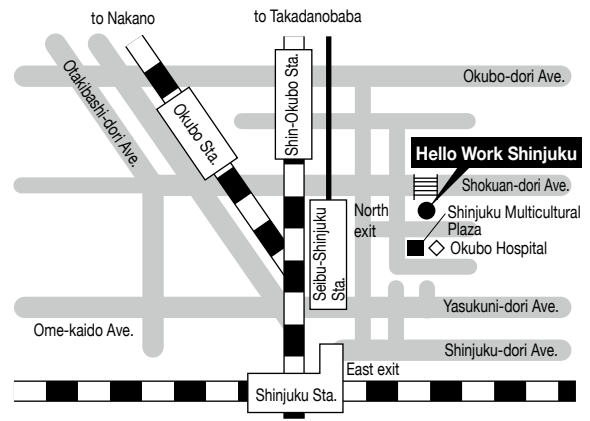 to Nakano
to Takadanobaba
Otakibashi-dori Ave.
Okubo Sta.
Shin-Okubo Sta.
Okubo-dori Ave.
Hello Work Shinjuku
Shokuan-dori Ave.
North
exit
Seibu-Shinjuku
Sta.
Shinjuku Multicultural
Plaza
Okubo Hospital
Yasukuni-dori Ave.
Ome-kaido Ave.
Shinjuku-dori Ave.
East exit
Shinjuku Sta.